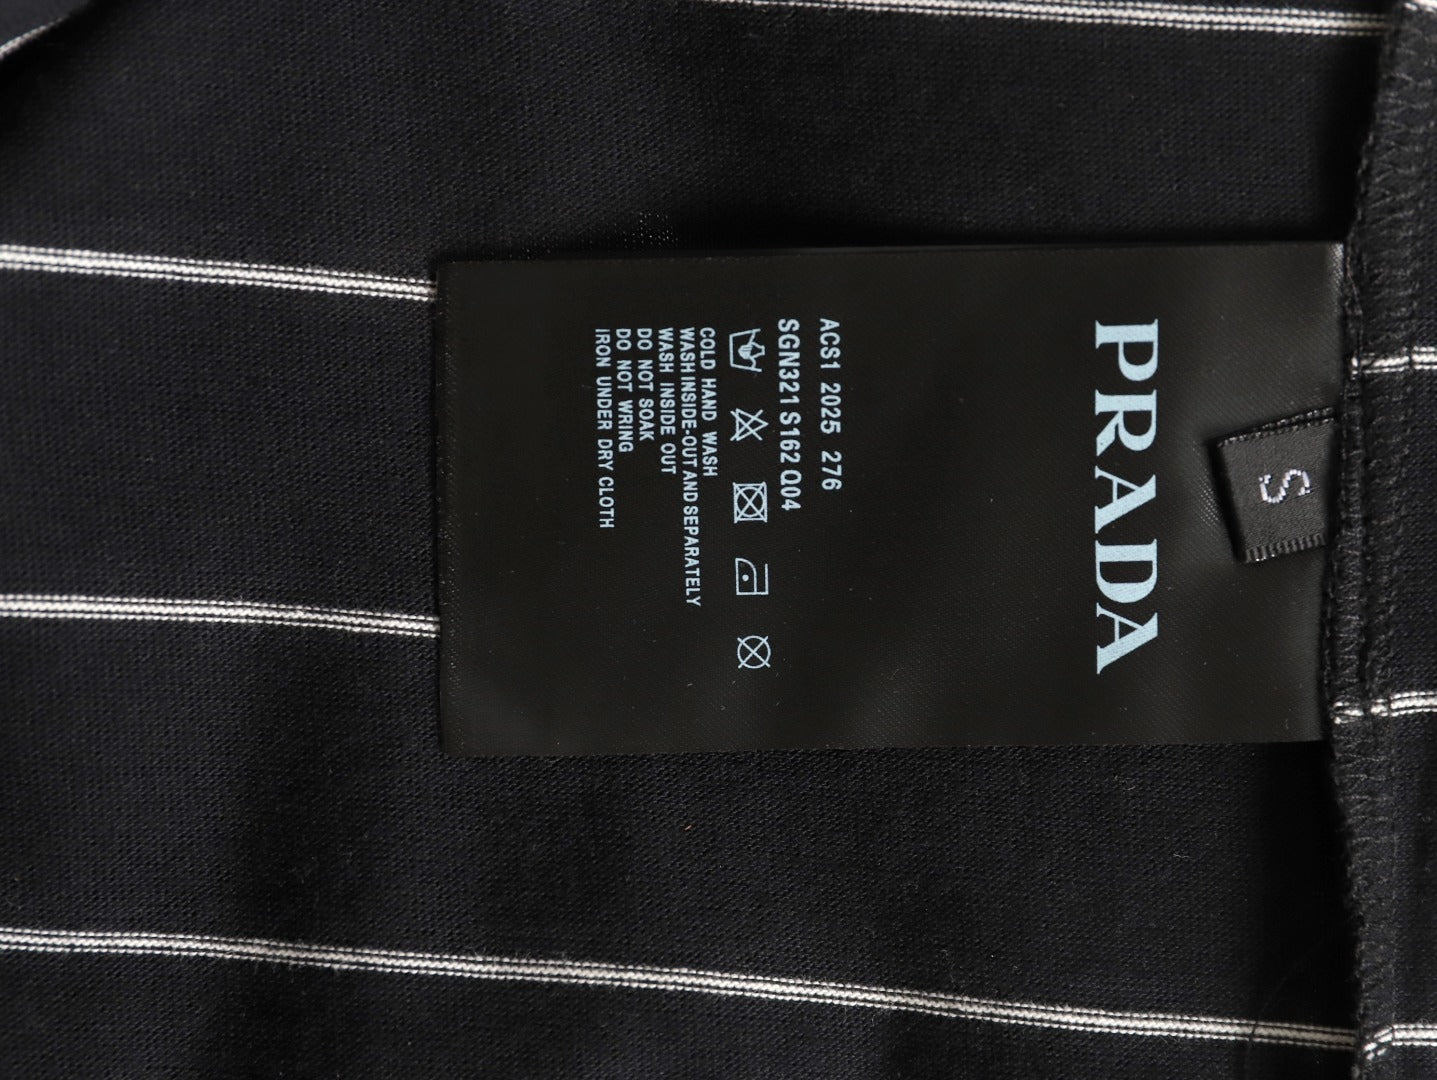 PRADA
S
ACS1 2025 276
SGN321 S162 Q04
COLD HAND WASH
WASH INSIDE-OUT AND SEPARATELY
WASH INSIDE OUT
DO NOT SOAK
DO NOT WRING
IRON UNDER DRY CLOTH